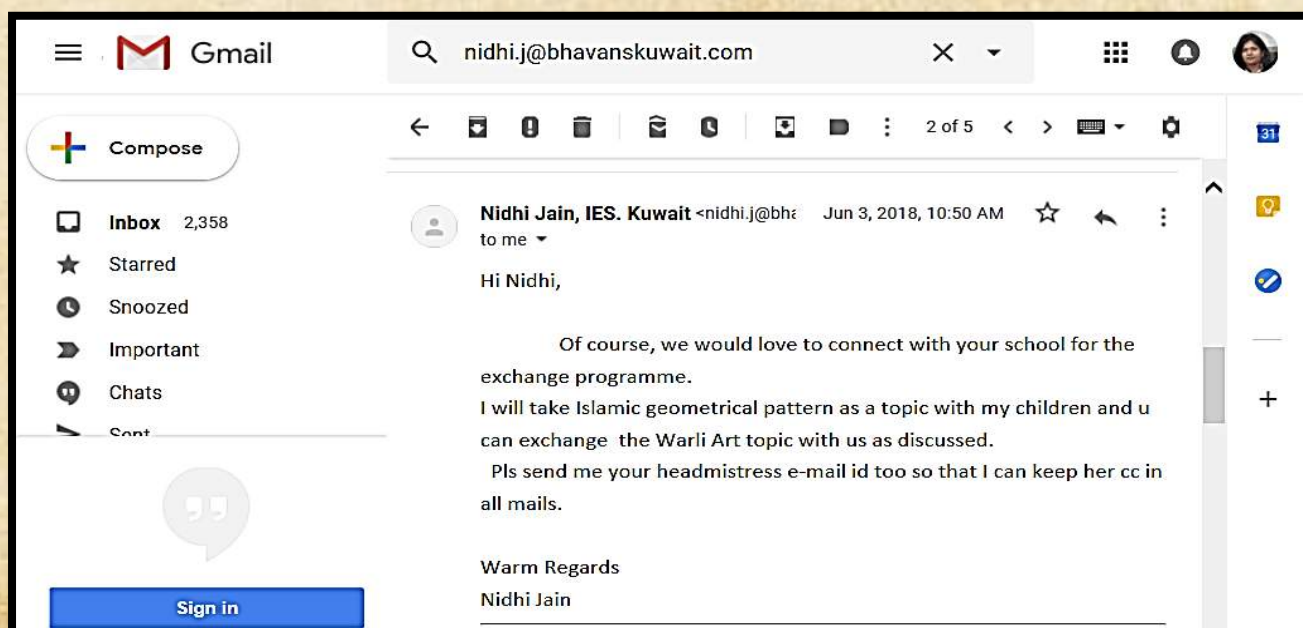 Gmail
nidhi.j@bhavanskuwait.com
Compose
2 of 5
31
Inbox 2,358
Starred
Snoozed
Important
Chats
Sent
Sign in
Nidhi Jain, IES. Kuwait <nidhi.j@bha Jun 3, 2018, 10:50 AM
to me
Hi Nidhi,
Of course, we would love to connect with your school for the
exchange programme.
I will take Islamic geometrical pattern as a topic with my children and u
can exchange the Warli Art topic with us as discussed.
Pls send me your headmistress e-mail id too so that I can keep her cc in
all mails.
Warm Regards
Nidhi Jain